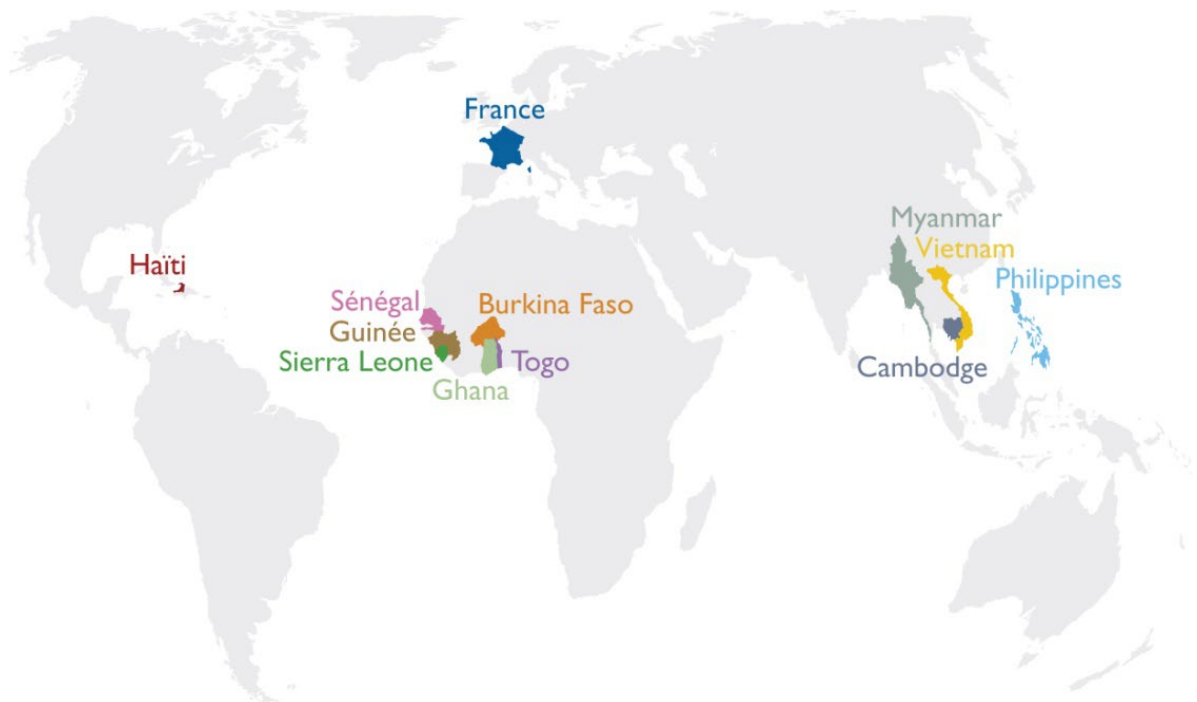 France
Myanmar
Vietnam
Haïti
Philippines
Sénégal
Burkina Faso
Guinée
Sierra Leone
Togo
Cambodge
Ghana